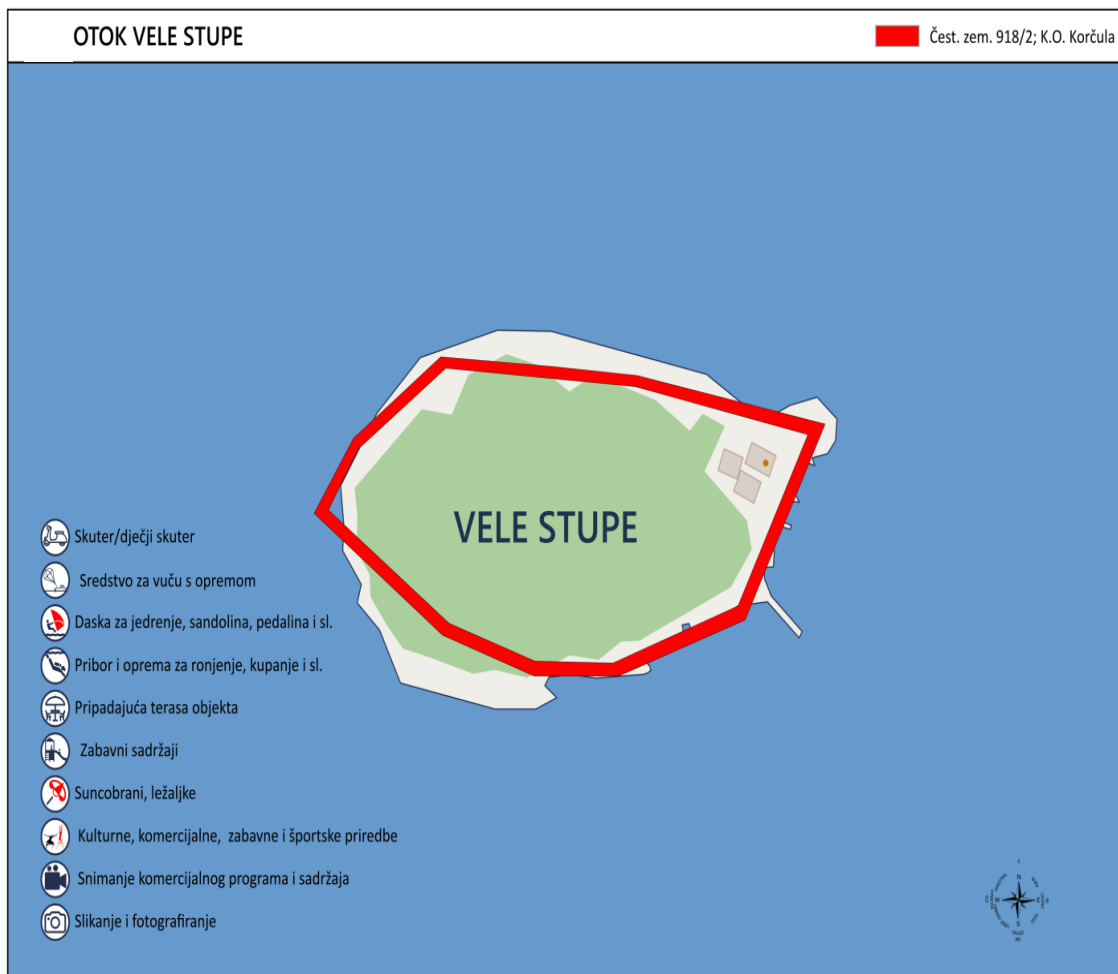 OTOK VELE STUPE
Čest. zem. 918/2; K.O. Korčula
VELE STUPE
Skuter/dječji skuter
Sredstvo za vuču s opremom
Daska za jedrenje, sandolina, pedalina i sl.
Pribor i oprema za ronjenje, kupanje i sl.
Pripadajuća terasa objekta
Zabavni sadržaji
Suncobrani, ležaljke
Kulturne, komercijalne, zabavne i športske priredbe
Snimanje komercijalnog programa i sadržaja
Slikanje i fotografiranje
N
W
S